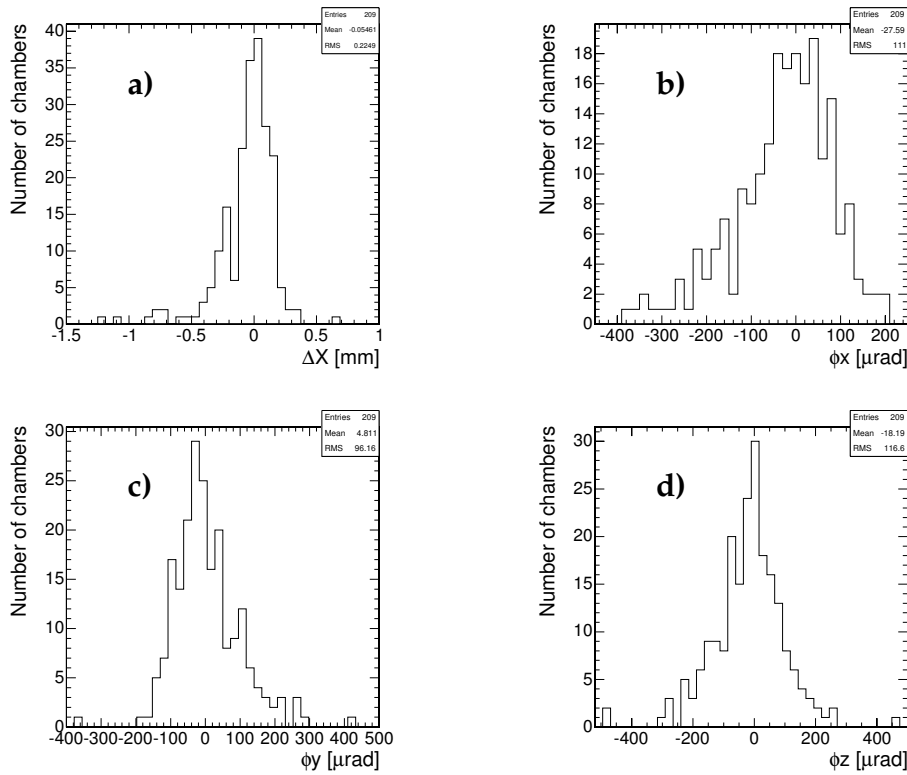 Entries 209
Mean -0.05461
RMS 0.2249
a)
Number of chambers
40
35
30
25
20
15
10
5
0
-1.5 -1 -0.5 0 0.5 1
ΔX [mm]
Entries 209
Mean -27.59
RMS 111
b)
Number of chambers
18
16
14
12
10
8
6
4
2
0
-400 -300 -200 -100 0 100 200
ϕx [μrad]
Entries 209
Mean 4.811
RMS 96.16
c)
Number of chambers
30
25
20
15
10
5
0
-400 -300 -200 -100 0 100 200 300 400 500
ϕy [μrad]
Entries 209
Mean -18.19
RMS 116.6
d)
Number of chambers
30
25
20
15
10
5
0
-400 -200 0 200 400
ϕz [μrad]